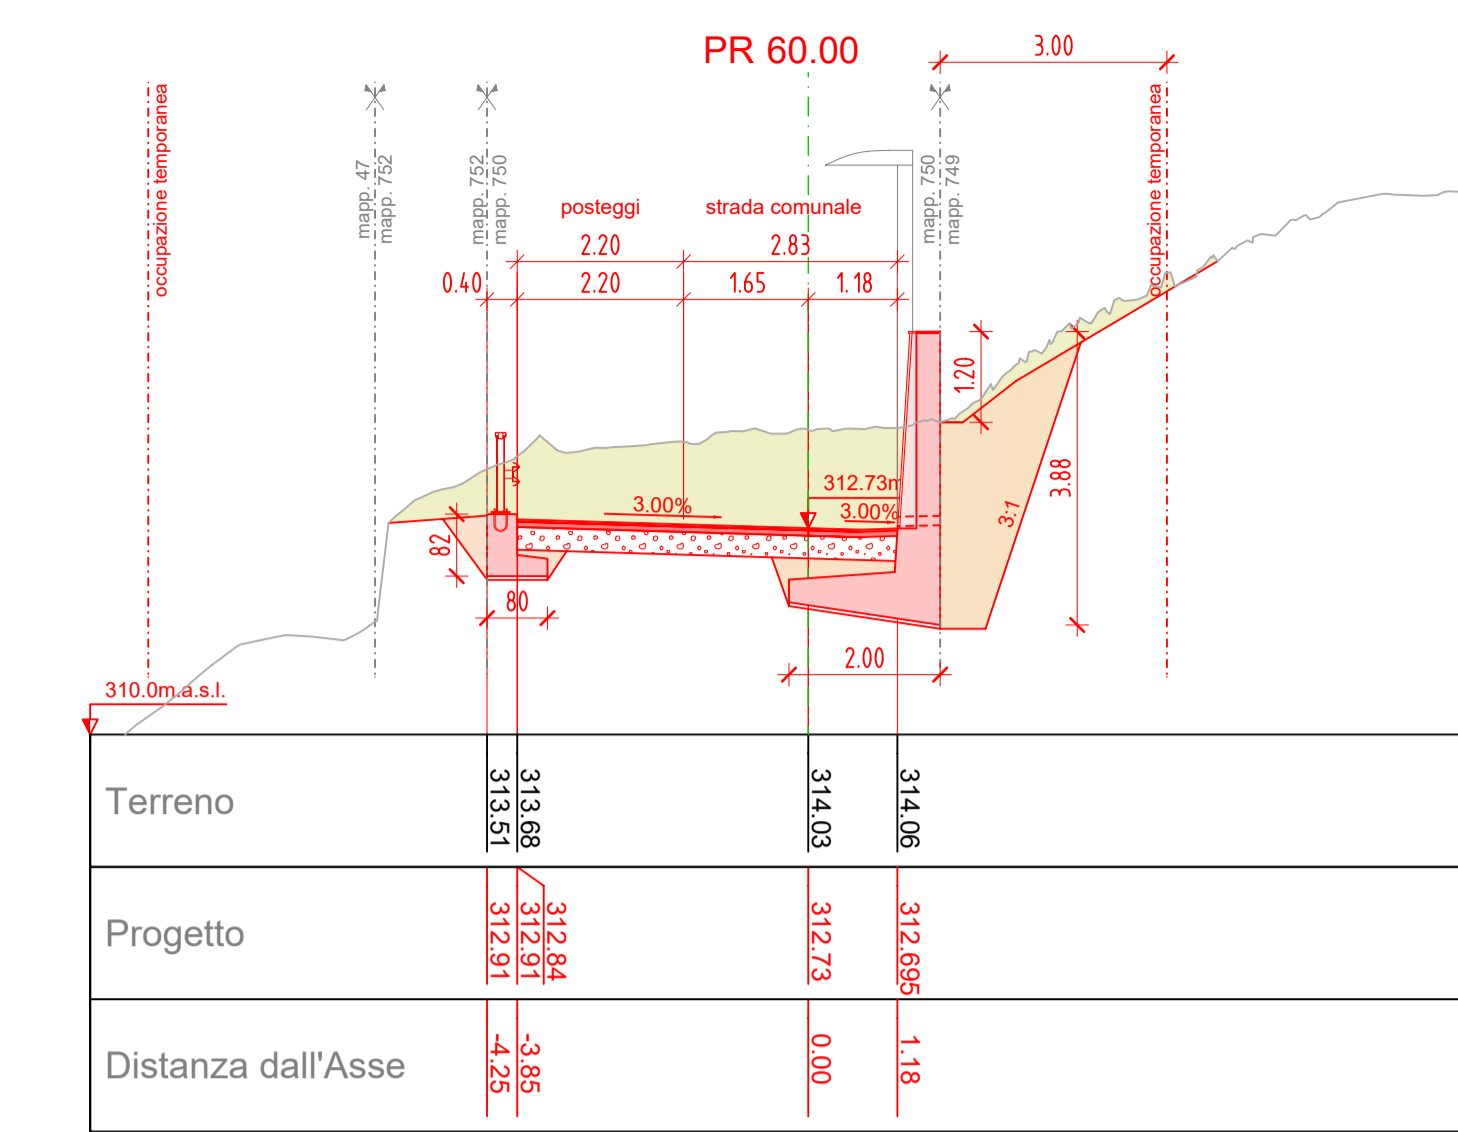 PR 60.00
3.00
occupazione temporanea
mapp. 47
mapp. 752
mapp. 752
mapp. 750
mapp. 750
mapp. 749
occupazione temporanea
posteggi
strada comunale
2.20
2.83
0.40
2.20
1.65
1.18
1.20
312.73m
3.00%
3.00%
3.88
3:1
82
80
2.00
310.0m.a.s.l.
Terreno
313.51
313.68
314.03
314.06
Progetto
312.91
312.91
312.84
312.73
312.695
Distanza dall'Asse
-4.25
-3.85
0.00
1.18